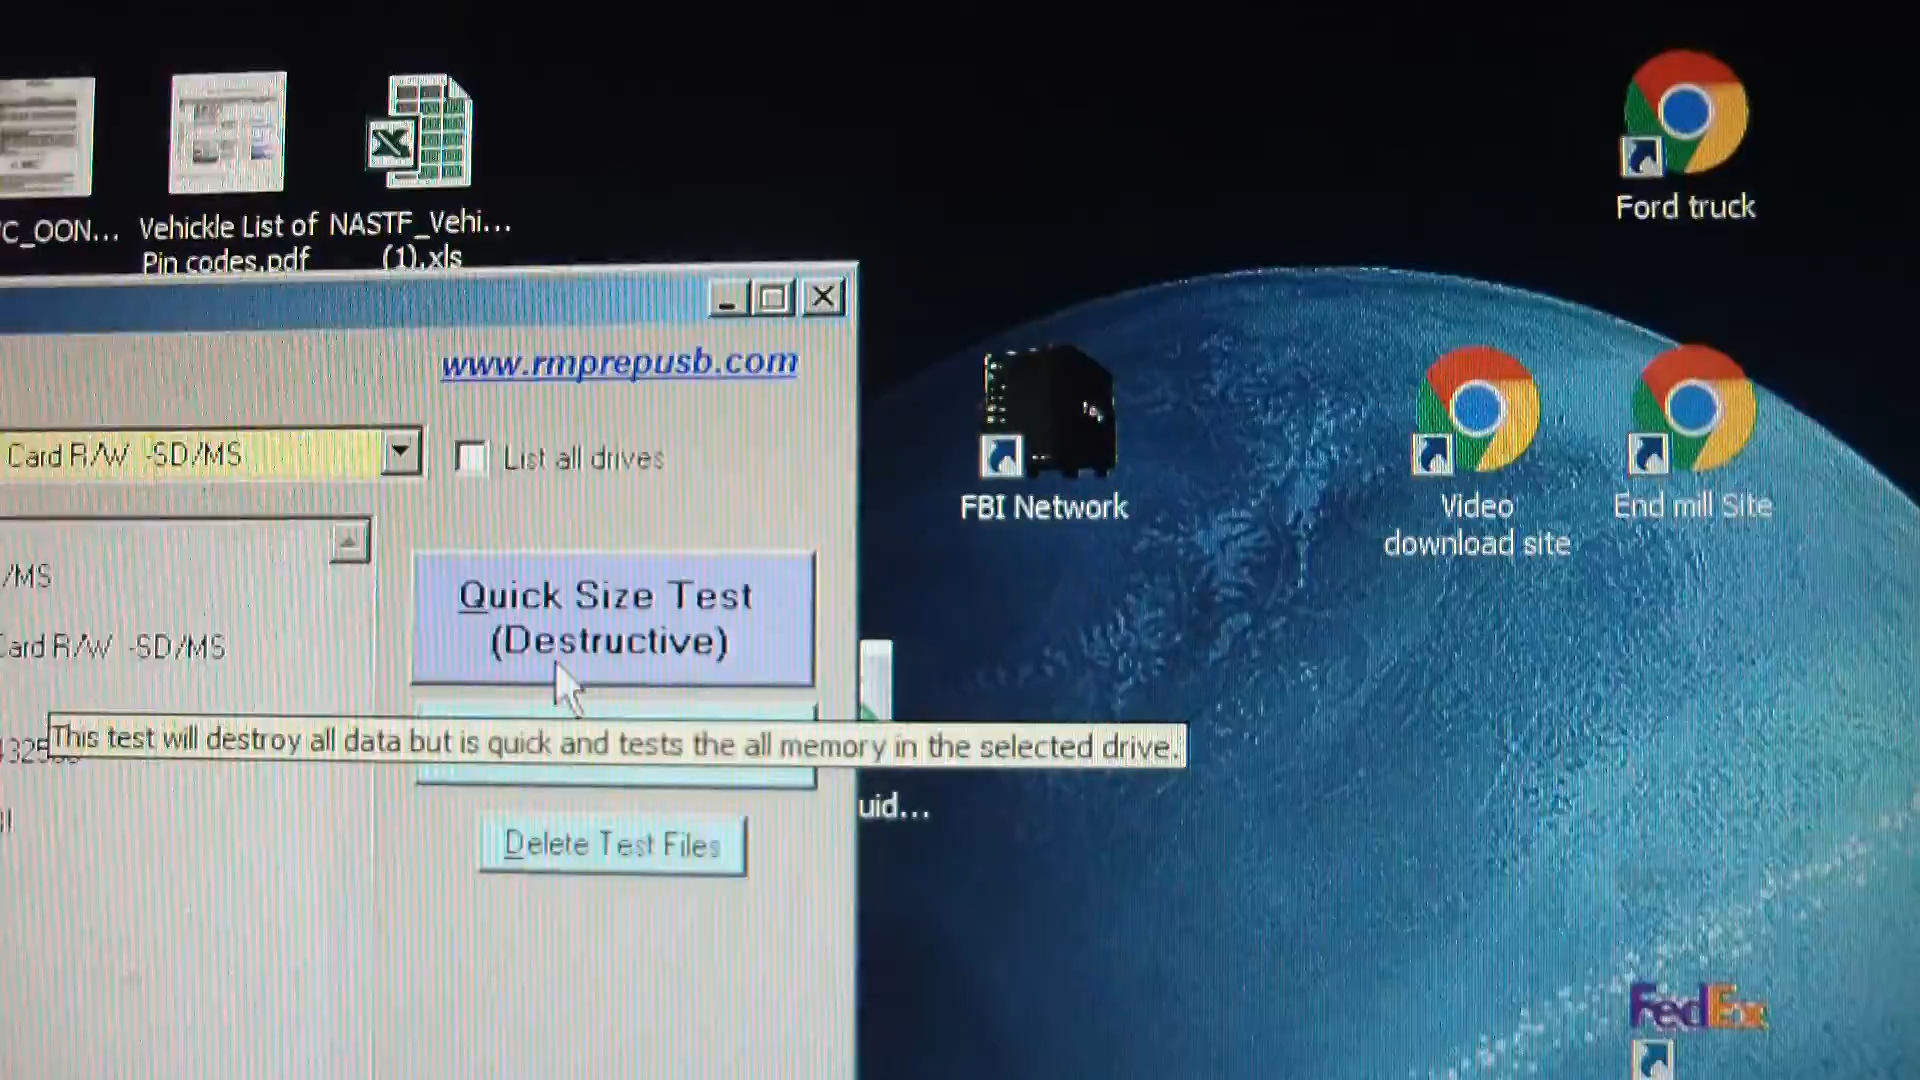 Ford truck
C_OON...
Vehickle List of
Pin codes.pdf
NASTF_Vehi...
(1).xls
www.rmprepusb.com
Card R/W -SD/MS
List all drives
FBI Network
Video
download site
End mill Site
/MS
Quick Size Test
(Destructive)
Card R/W -SD/MS
This test will destroy all data but is quick and tests the all memory in the selected drive.
uid...
Delete Test Files
FedEx